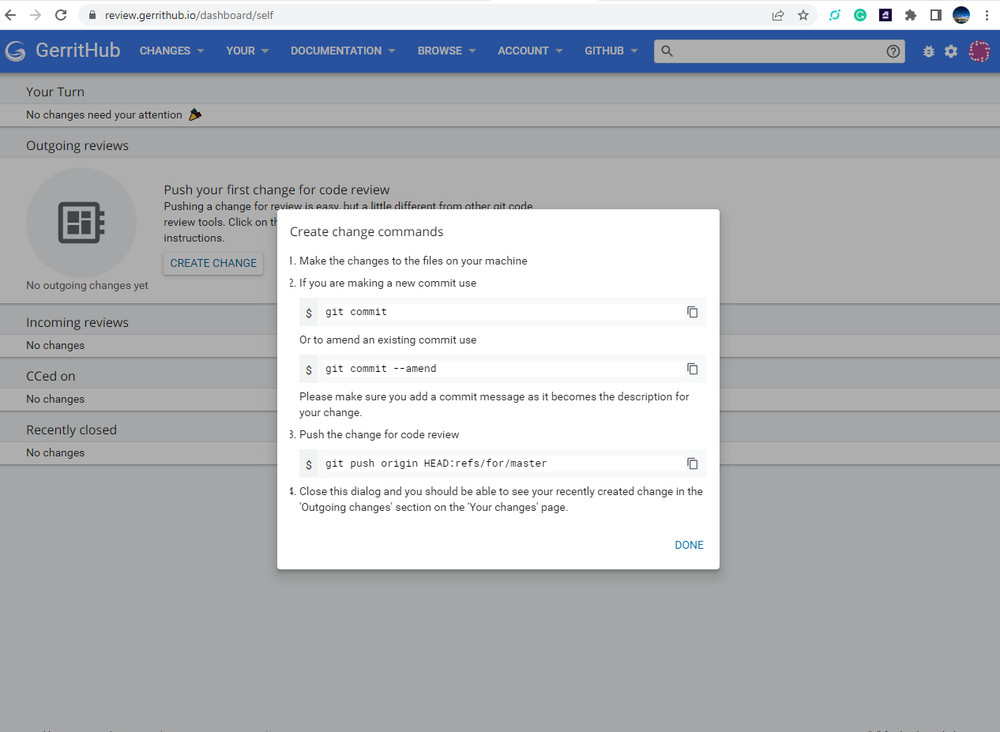 review.gerrithub.io/dashboard/self
GerritHub CHANGES YOUR DOCUMENTATION BROWSE ACCOUNT GITHUB
Your Turn
No changes need your attention
Outgoing reviews
Push your first change for code review
Pushing a change for review is easy, but a little different from other git code
review tools. Click on th
instructions.
CREATE CHANGE
No outgoing changes yet
Incoming reviews
No changes
CCed on
No changes
Recently closed
No changes
Create change commands
1. Make the changes to the files on your machine
2. If you are making a new commit use
$ git commit
Or to amend an existing commit use
$ git commit --amend
Please make sure you add a commit message as it becomes the description for
your change.
3. Push the change for code review
$ git push origin HEAD:refs/for/master
4. Close this dialog and you should be able to see your recently created change in the
'Outgoing changes' section on the 'Your changes' page.
DONE